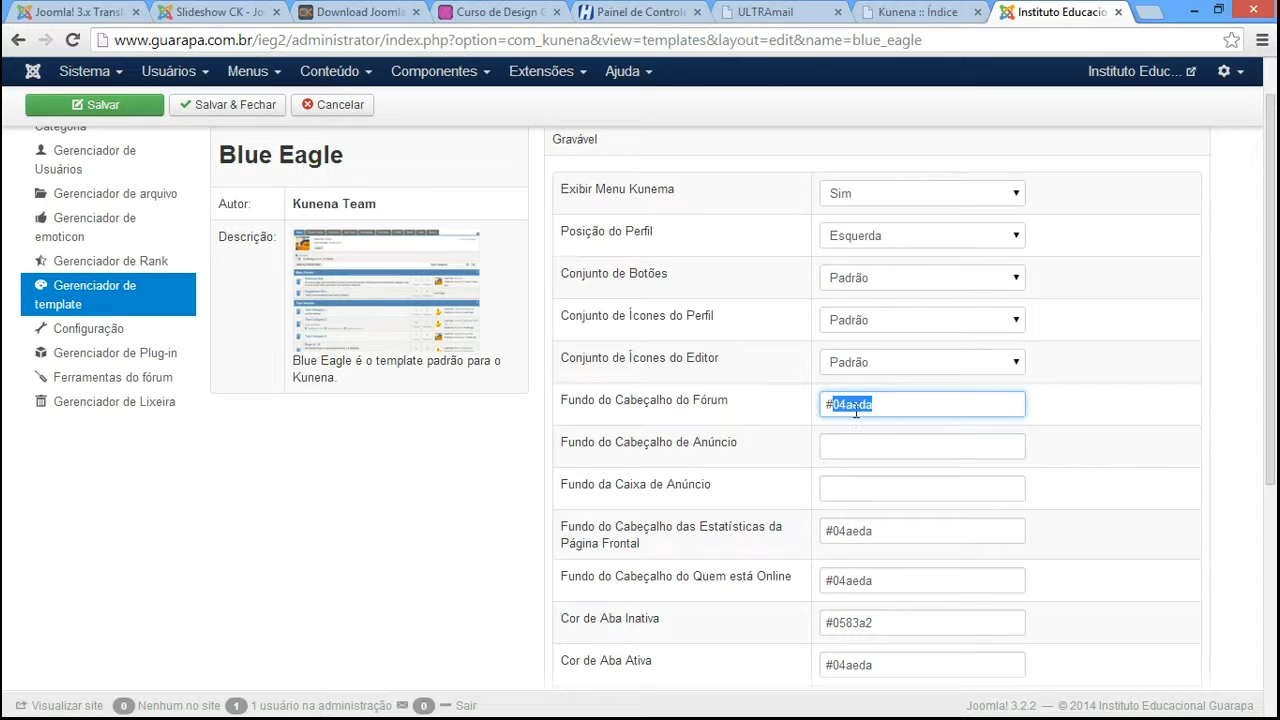 Joomla! 3.x Transl
Slideshow CK - Joo
Download Joomla
Curso de Design G
Painel de Controle
ULTRAmail
Kunena :: Índice
Instituto Educacio
www.guarapa.com.br/ieg2/administrator/index.php?option=com_kunena&view=templates&layout=edit&name=blue_eagle
Sistema
Usuários
Menus
Conteúdo
Componentes
Extensões
Ajuda
Instituto Educ...
Salvar
Salvar & Fechar
Cancelar
Categoria
Gerenciador de
Usuários
Gerenciador de arquivo
Gerenciador de
emoticon
Gerenciador de Rank
Gerenciador de
template
Configuração
Gerenciador de Plug-in
Ferramentas do fórum
Gerenciador de Lixeira
Blue Eagle
Autor: Kunena Team
Descrição:
Blue Eagle é o template padrão para o
Kunena.
Gravável
Exibir Menu Kunema Sim
Posição do Perfil Esquerda
Conjunto de Botões Padrão
Conjunto de Ícones do Perfil Padrão
Conjunto de Ícones do Editor Padrão
Fundo do Cabeçalho do Fórum #04aeda
Fundo do Cabeçalho de Anúncio
Fundo da Caixa de Anúncio
Fundo do Cabeçalho das Estatísticas da
Página Frontal #04aeda
Fundo do Cabeçalho do Quem está Online #04aeda
Cor de Aba Inativa #0583a2
Cor de Aba Ativa #04aeda
Visualizar site 0 Nenhum no site 1 1 usuário na administração 0 Sair
Joomla! 3.2.2 — © 2014 Instituto Educacional Guarapa